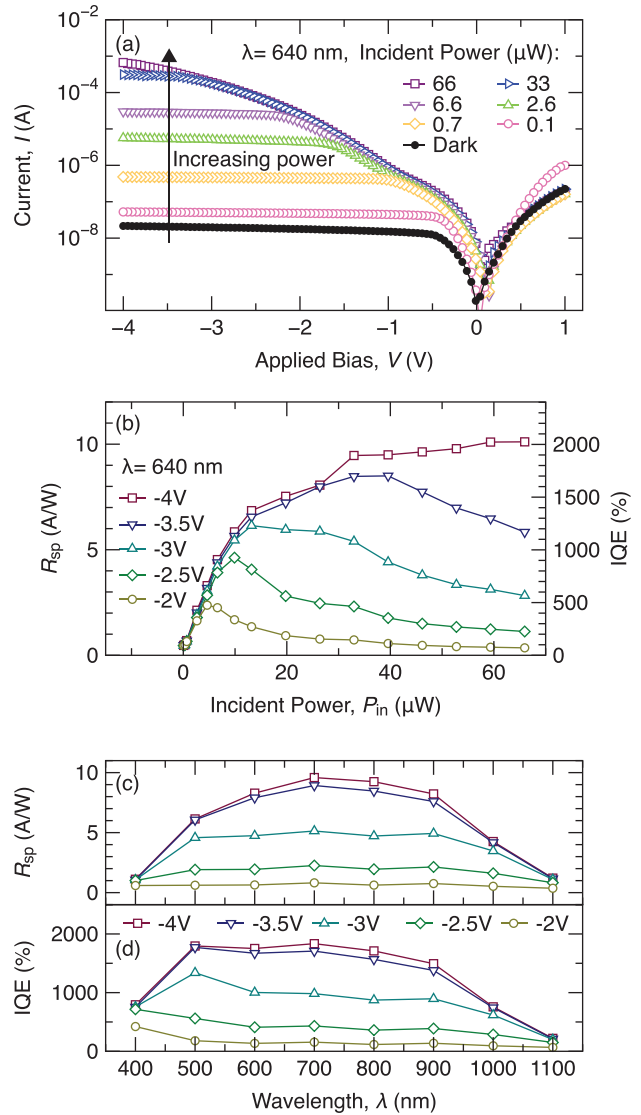 (a)
λ= 640 nm, Incident Power (μW):
66
33
6.6
2.6
0.7
0.1
Dark
Increasing power
Current, I (A)
10⁻²
10⁻⁴
10⁻⁶
10⁻⁸
−4 −3 −2 −1 0 1
Applied Bias, V (V)
(b)
λ= 640 nm
-4V
-3.5V
-3V
-2.5V
-2V
Rsp (A/W)
10
5
0
IQE (%)
2000
1500
1000
500
0
0 20 40 60
Incident Power, Pin (μW)
(c)
Rsp (A/W)
10
5
0
(d)
-4V -3.5V -3V -2.5V -2V
IQE (%)
2000
1000
0
400 500 600 700 800 900 1000 1100
Wavelength, λ (nm)